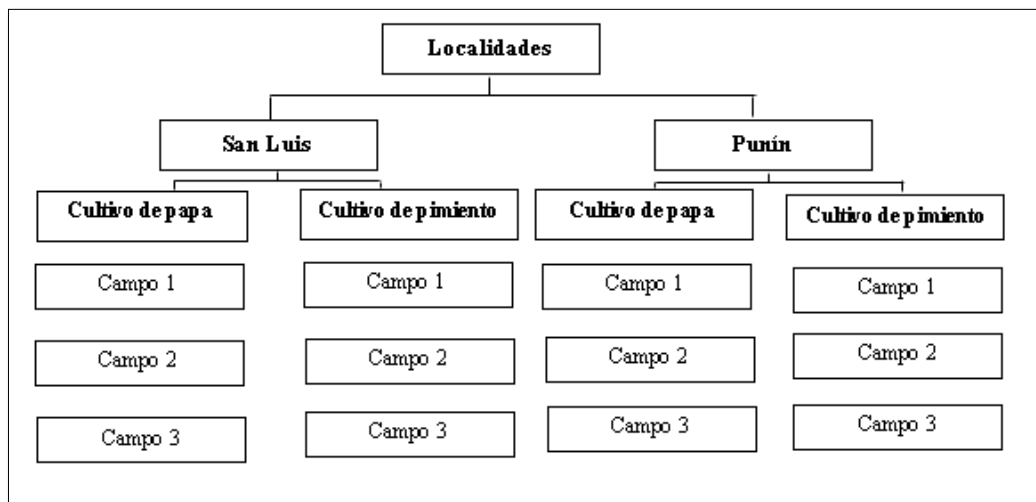 Localidades
San Luis
Punín
Cultivo de papa
Cultivo de pimiento
Cultivo de papa
Cultivo de pimiento
Campo 1
Campo 1
Campo 1
Campo 1
Campo 2
Campo 2
Campo 2
Campo 2
Campo 3
Campo 3
Campo 3
Campo 3